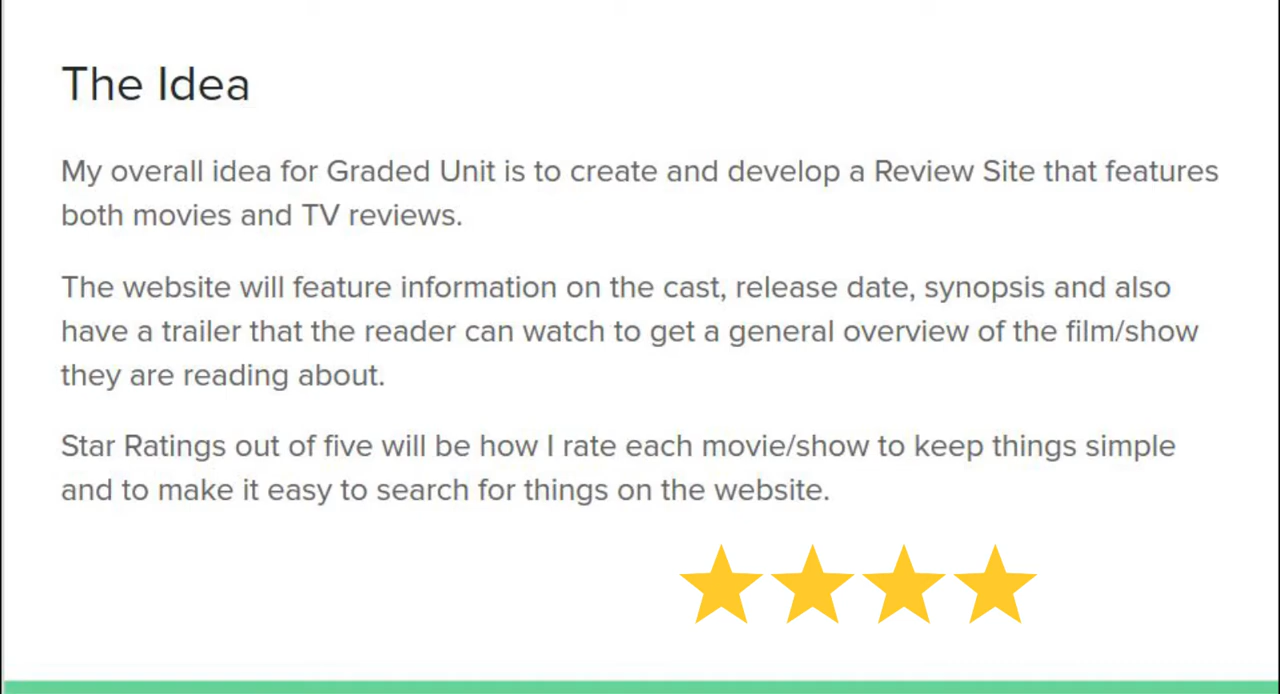 The Idea
My overall idea for Graded Unit is to create and develop a Review Site that features
both movies and TV reviews.
The website will feature information on the cast, release date, synopsis and also
have a trailer that the reader can watch to get a general overview of the film/show
they are reading about.
Star Ratings out of five will be how I rate each movie/show to keep things simple
and to make it easy to search for things on the website.